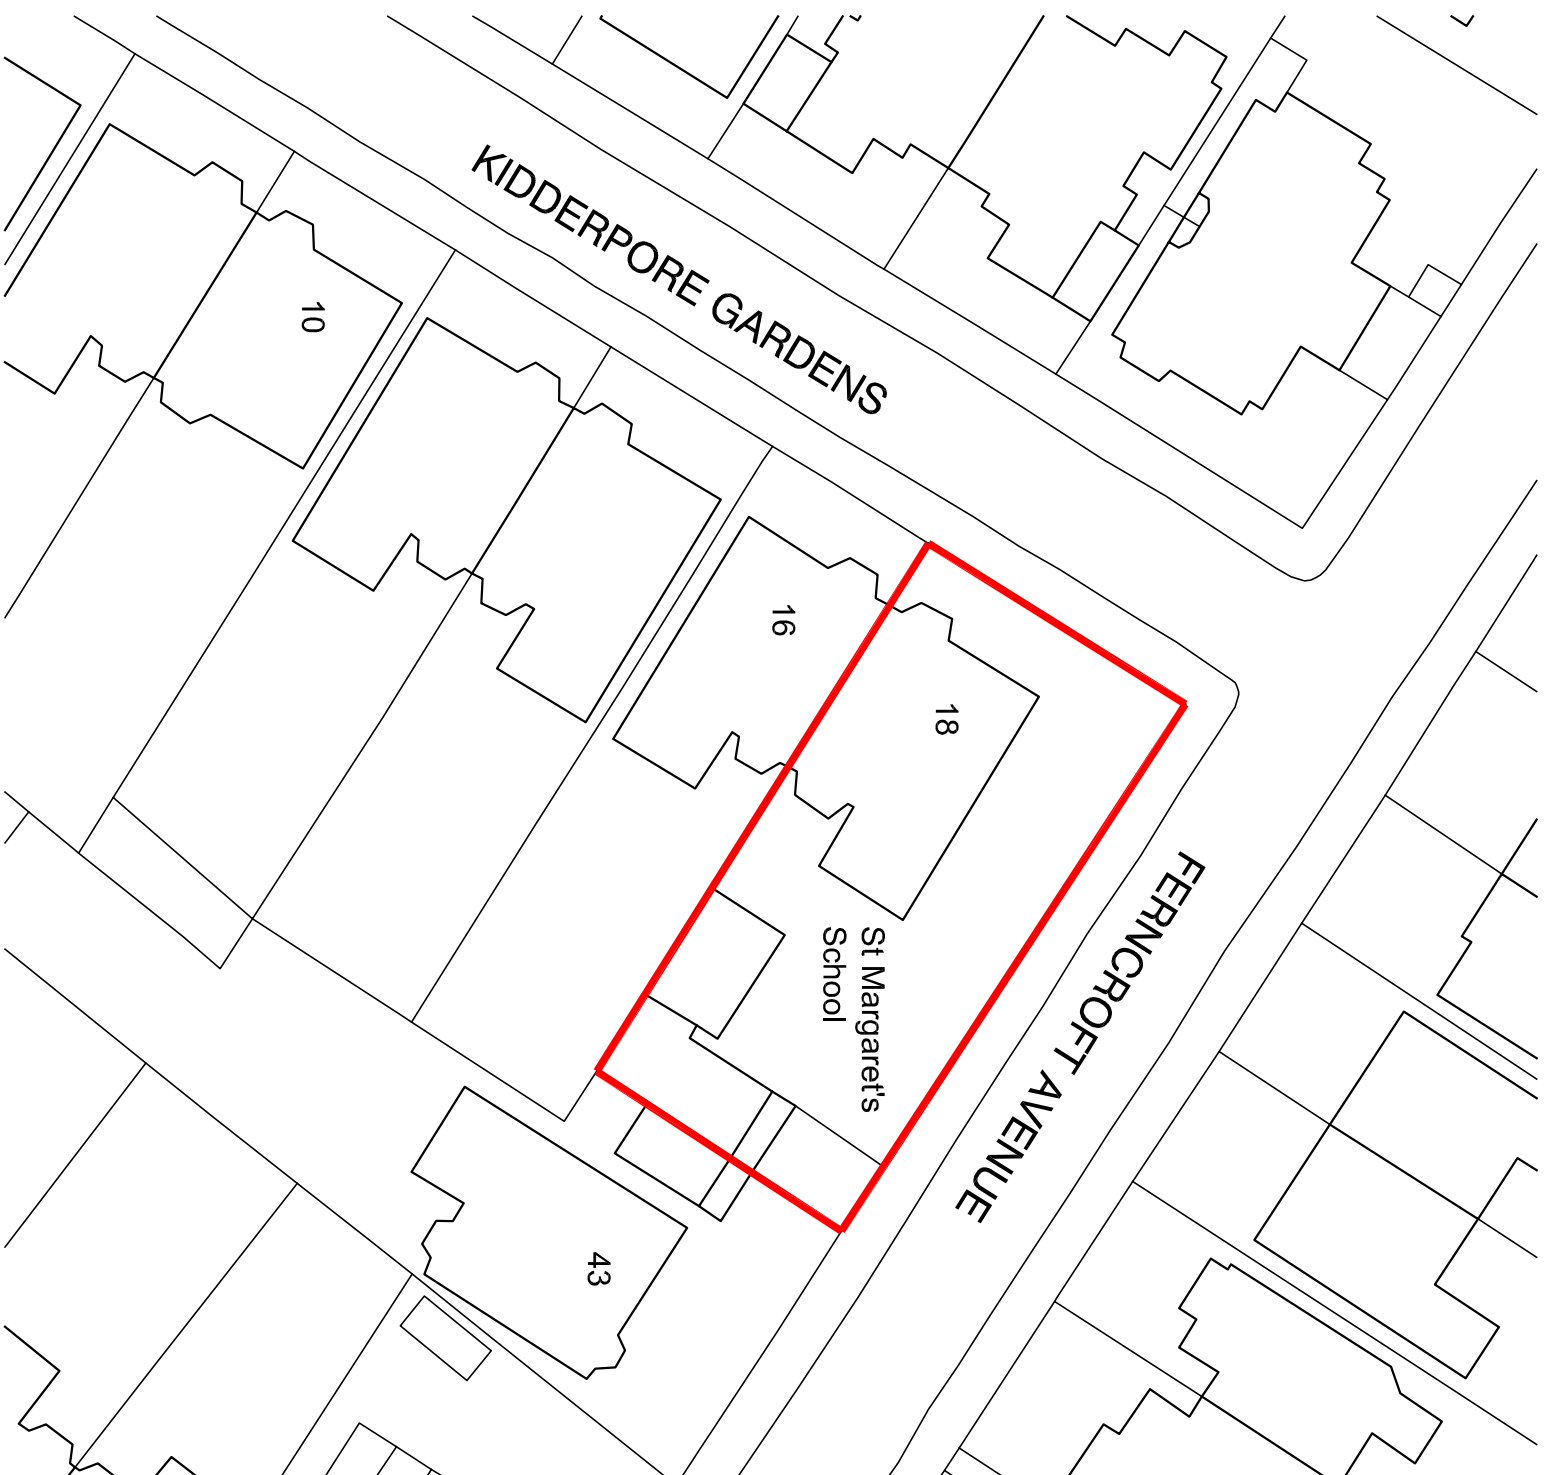 KIDDERPORE GARDENS
10
16
18
St Margaret's
School
FERNCROFT AVENUE
43